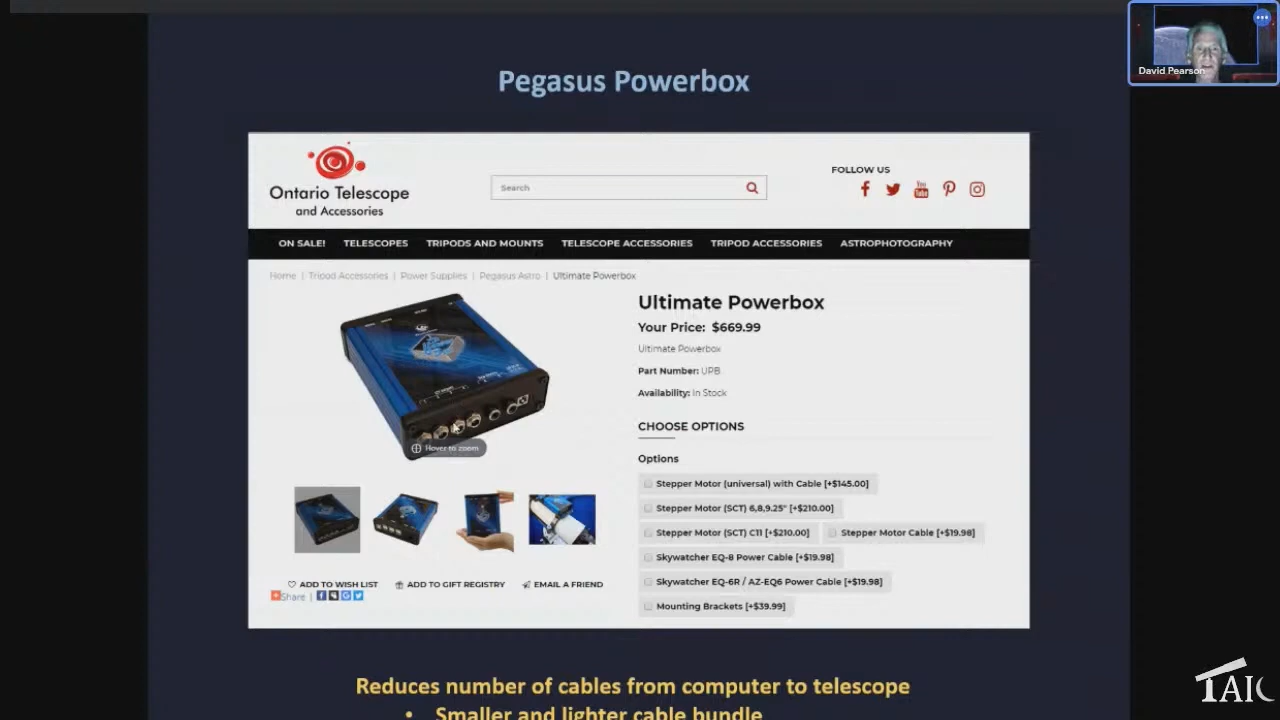 David Pearson
Pegasus Powerbox
Ontario Telescope
and Accessories
Search
FOLLOW US
You
Tube
ON SALE! TELESCOPES TRIPODS AND MOUNTS TELESCOPE ACCESSORIES TRIPOD ACCESSORIES ASTROPHOTOGRAPHY
Home | Tripod Accessories | Power Supplies | Pegasus Astro | Ultimate Powerbox
Ultimate Powerbox
Your Price: $669.99
Ultimate Powerbox
Part Number: UPB
Availability: In Stock
CHOOSE OPTIONS
Hover to zoom
Options
Stepper Motor (universal) with Cable [+$145.00]
Stepper Motor (SCT) 6,8,9.25" [+$210.00]
Stepper Motor (SCT) C11 [+$210.00] Stepper Motor Cable [+$19.98]
Skywatcher EQ-8 Power Cable [+$19.98]
Skywatcher EQ-6R / AZ-EQ6 Power Cable [+$19.98]
Mounting Brackets [+$39.99]
ADD TO WISH LIST ADD TO GIFT REGISTRY EMAIL A FRIEND
Share |
Reduces number of cables from computer to telescope
• Smaller and lighter cable bundle
TAIC